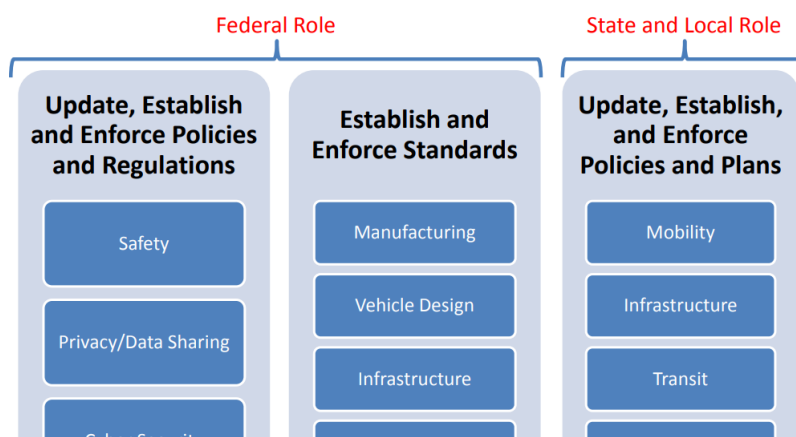 Federal Role
State and Local Role
Update, Establish
and Enforce Policies
and Regulations
Safety
Privacy/Data Sharing
Establish and
Enforce Standards
Manufacturing
Vehicle Design
Infrastructure
Update, Establish,
and Enforce
Policies and Plans
Mobility
Infrastructure
Transit